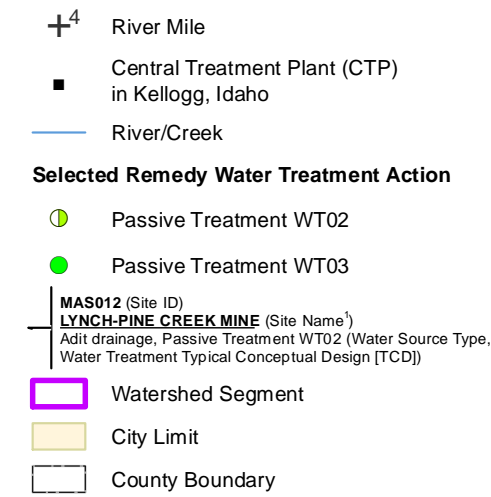 4 River Mile
Central Treatment Plant (CTP)
in Kellogg, Idaho
River/Creek
Selected Remedy Water Treatment Action
Passive Treatment WT02
Passive Treatment WT03
MAS012 (Site ID)
LYNCH-PINE CREEK MINE (Site Name1)
Adit drainage, Passive Treatment WT02 (Water Source Type,
Water Treatment Typical Conceptual Design [TCD])
Watershed Segment
City Limit
County Boundary